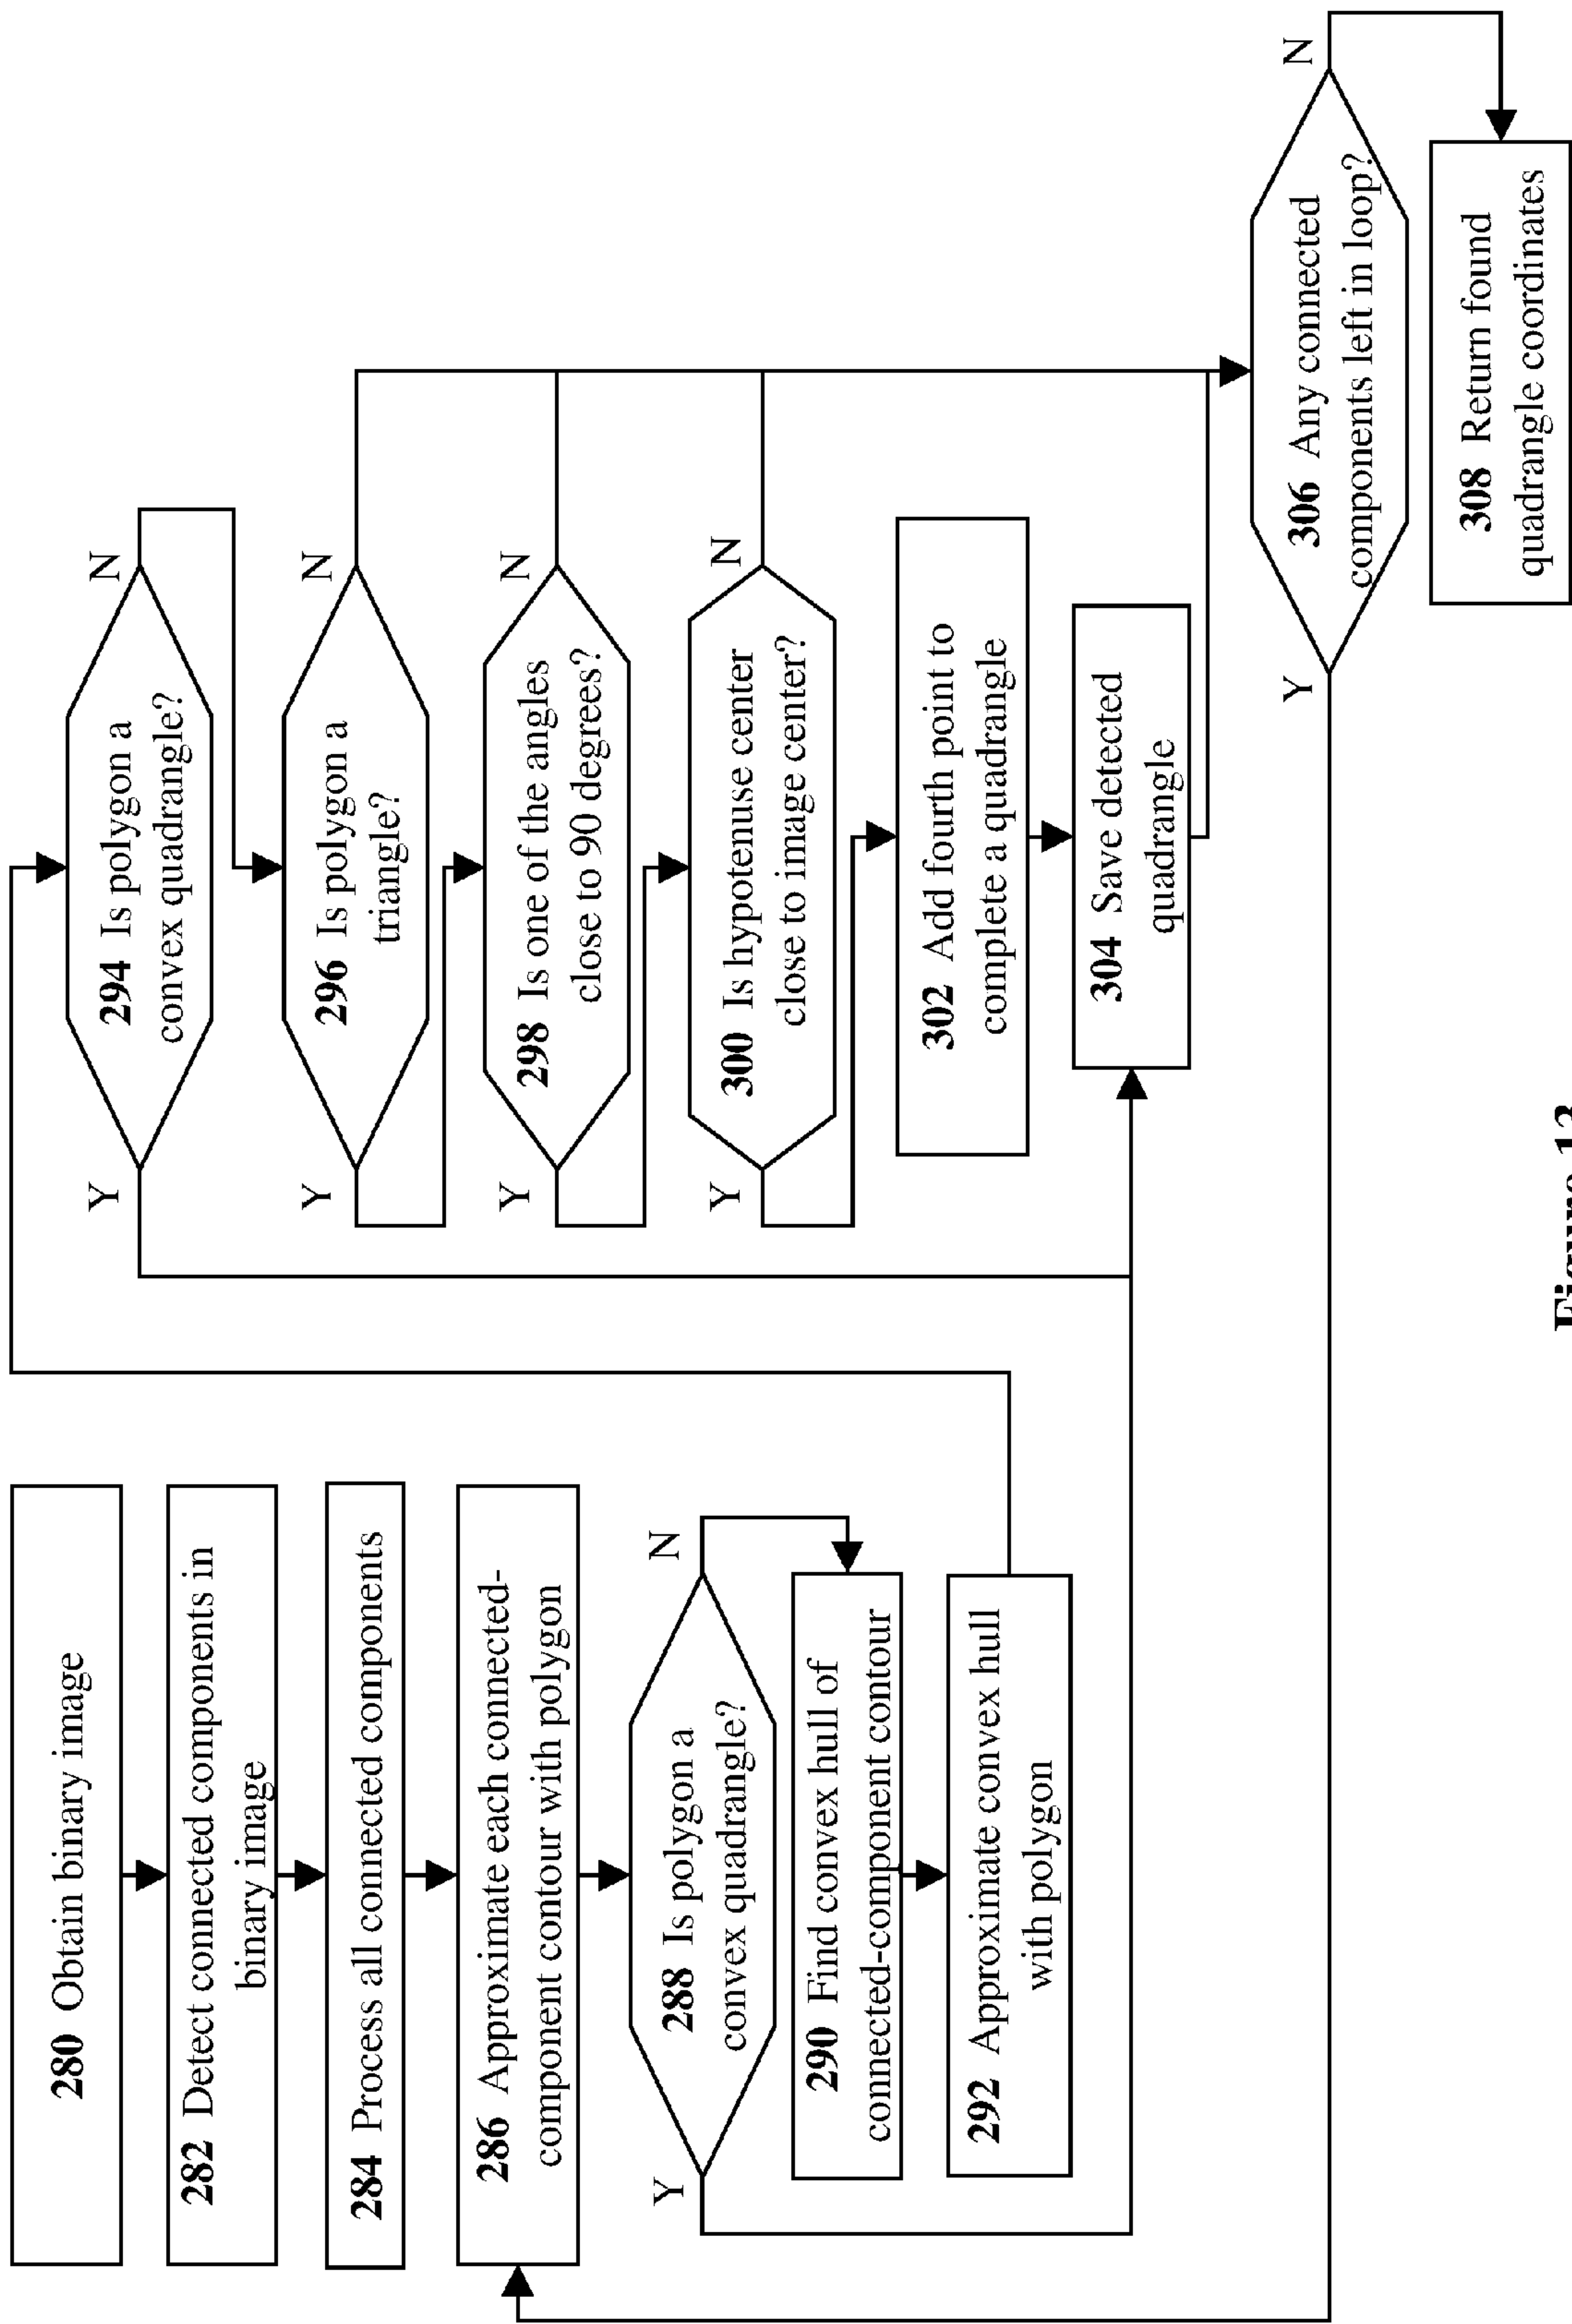 280 Obtain binary image
282 Detect connected components in
binary image
284 Process all connected components
286 Approximate each connected-
component contour with polygon
288 Is polygon a
convex quadrangle?
Y
N
290 Find convex hull of
connected-component contour
292 Approximate convex hull
with polygon
294 Is polygon a
convex quadrangle?
Y
N
296 Is polygon a
triangle?
Y
N
298 Is one of the angles
close to 90 degrees?
Y
N
300 Is hypotenuse center
close to image center?
Y
N
302 Add fourth point to
complete a quadrangle
304 Save detected
quadrangle
306 Any connected
components left in loop?
Y
N
308 Return found
quadrangle coordinates
Figure 13